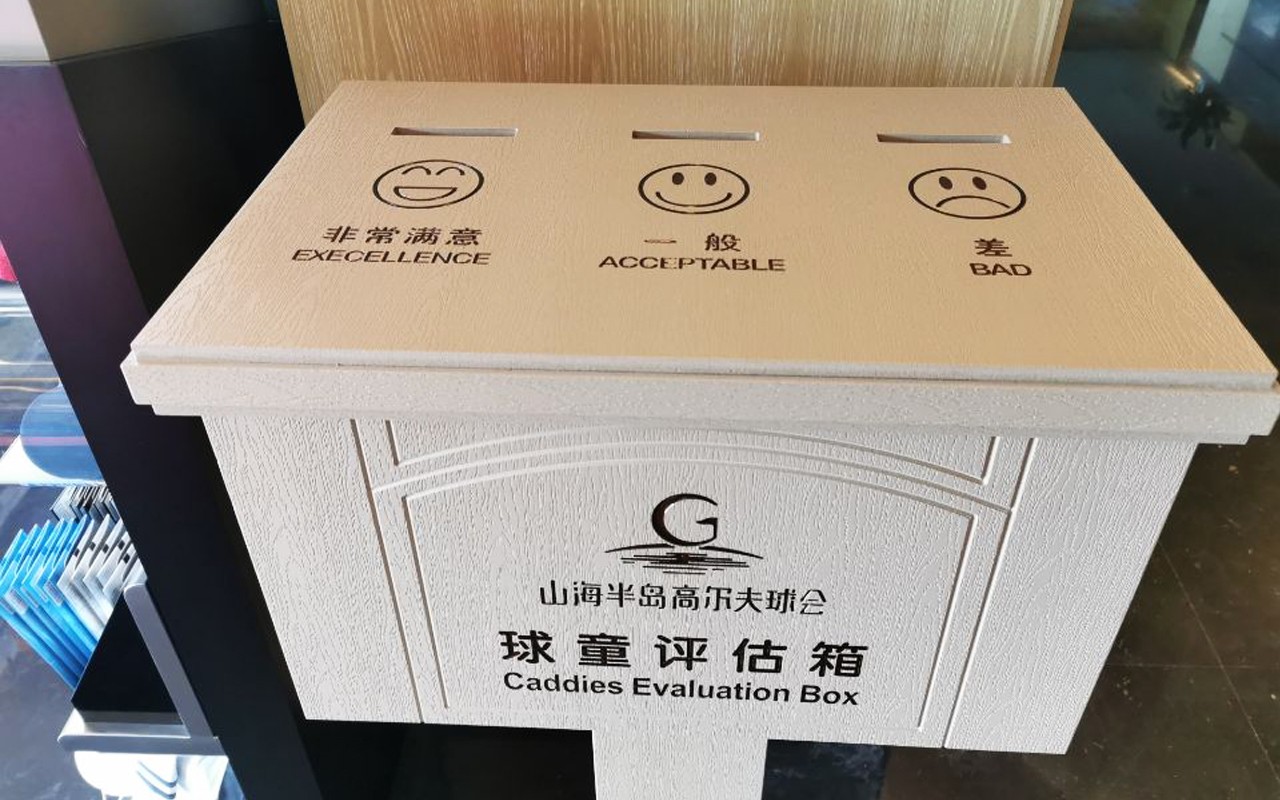 非常满意
EXECELLENCE
一般
ACCEPTABLE
差
BAD
G
山海半岛高尔夫球会
球童评估箱
Caddies Evaluation Box